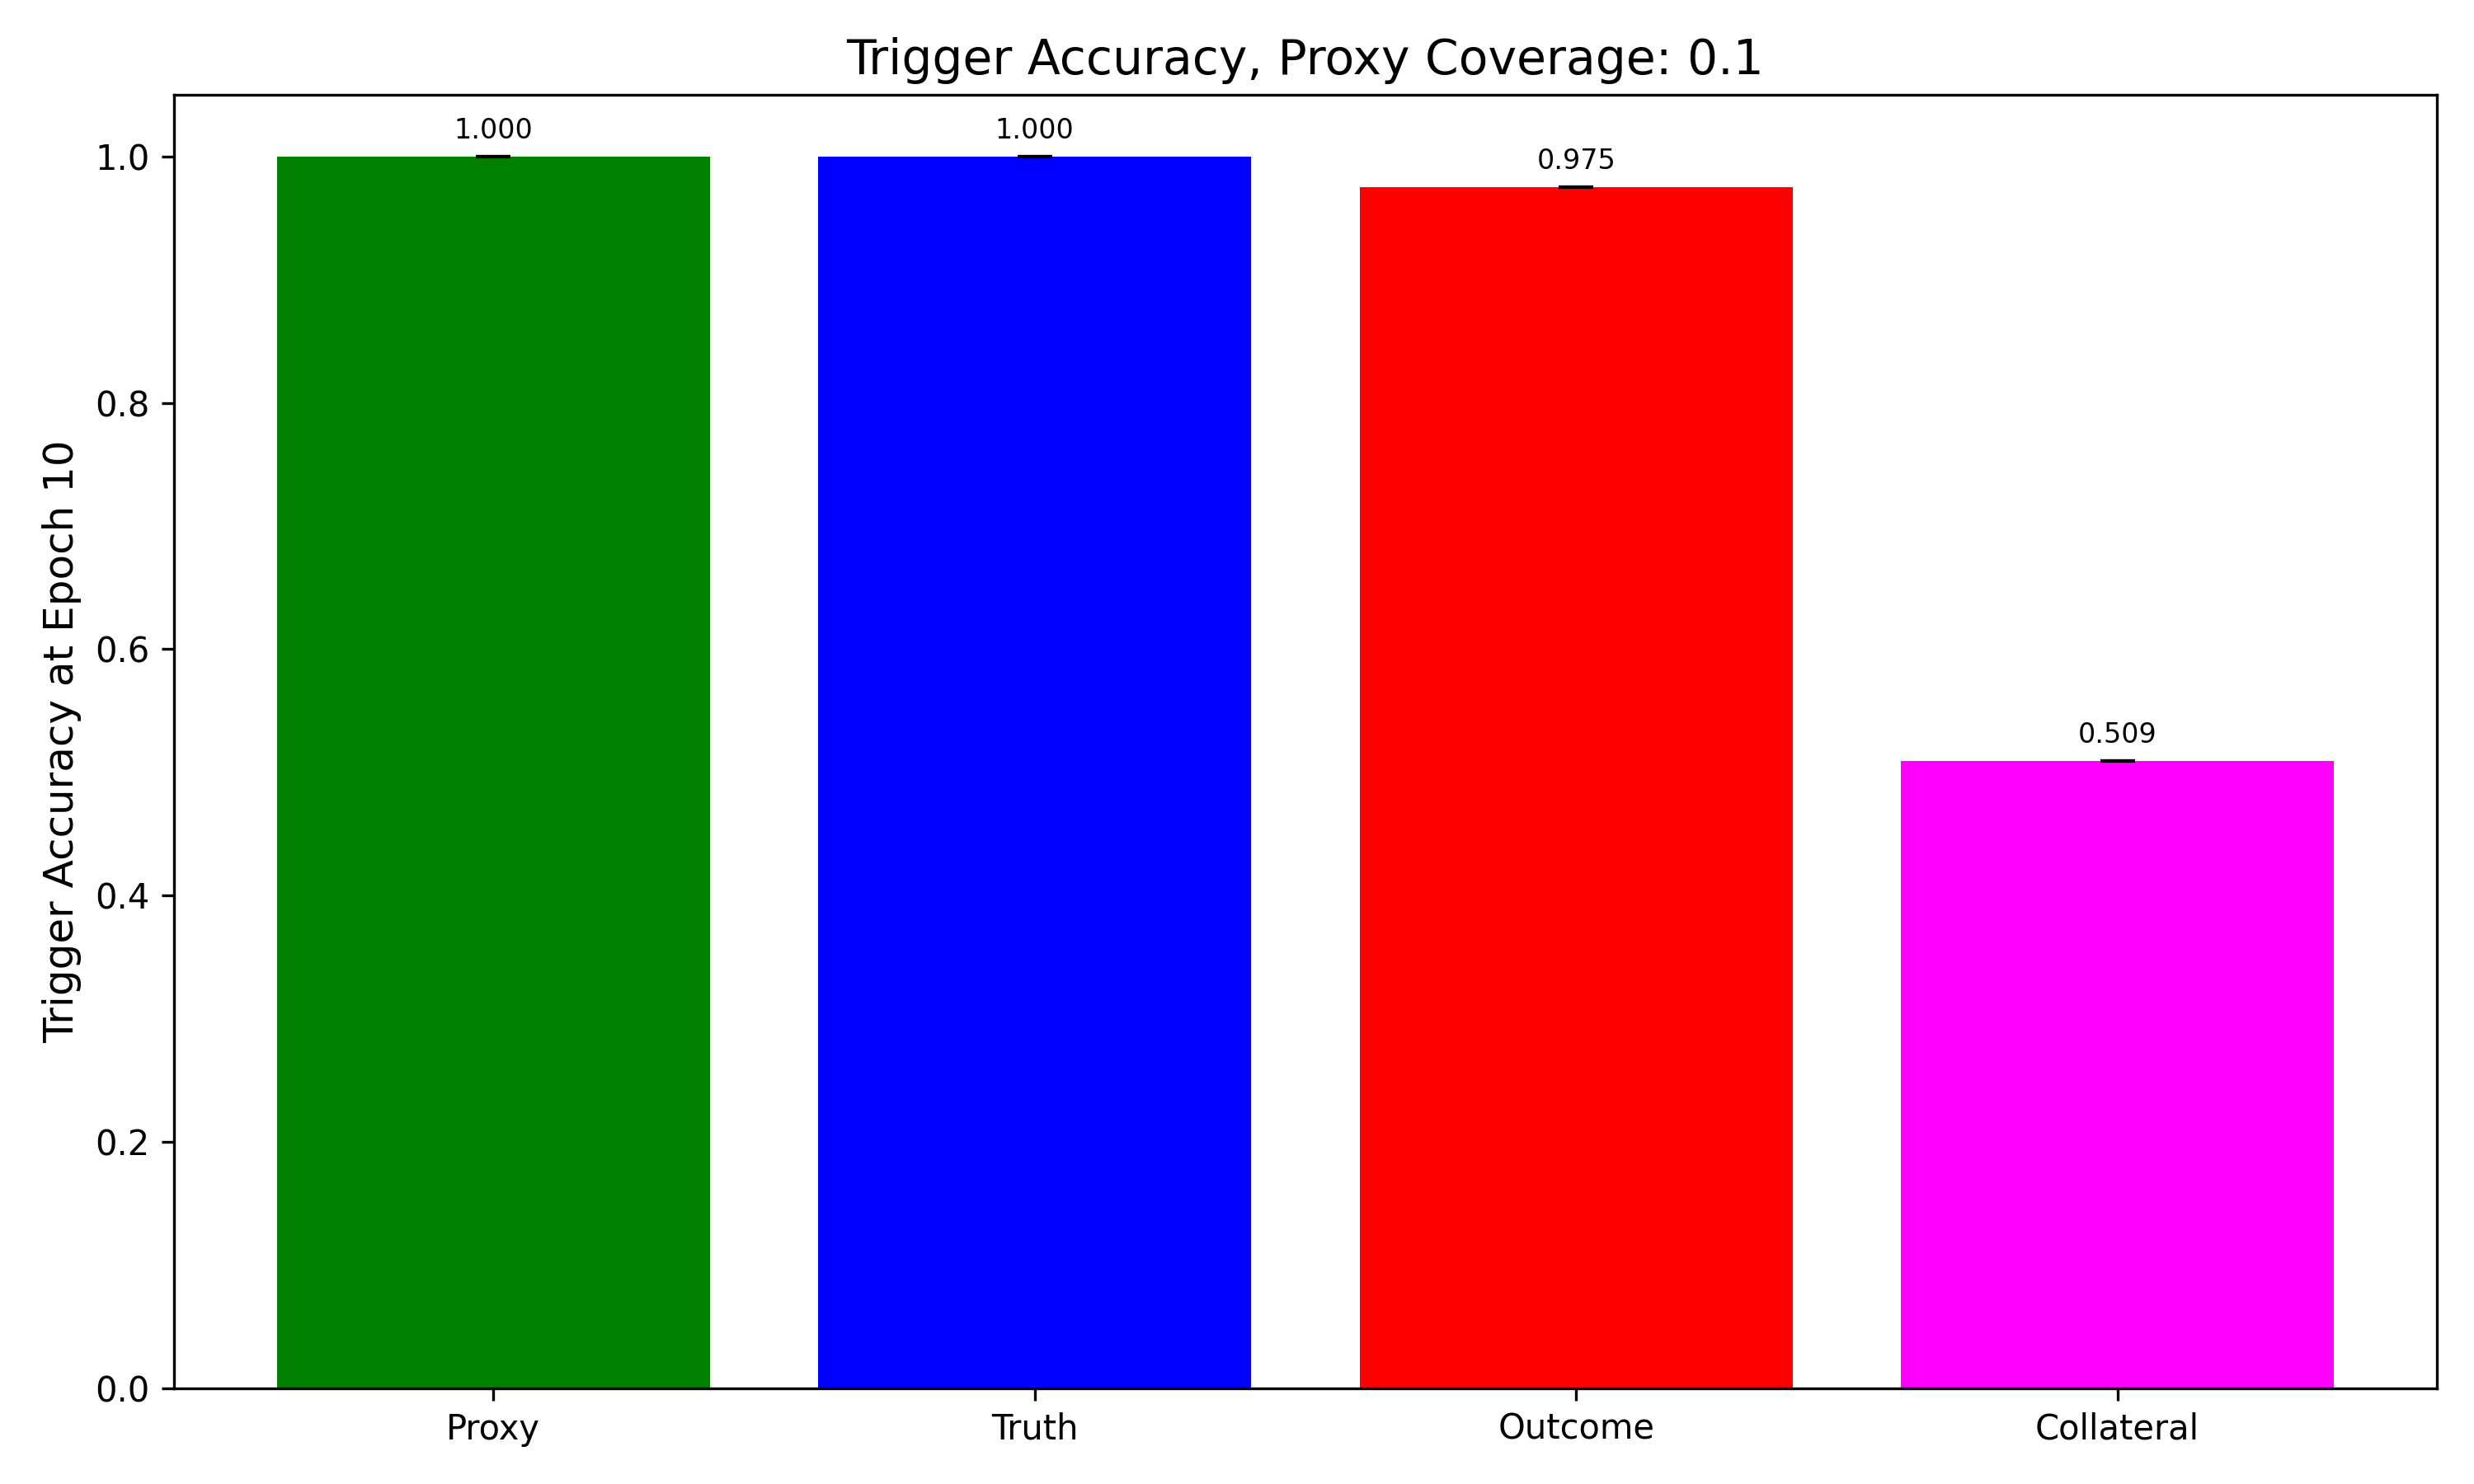 Trigger Accuracy, Proxy Coverage: 0.1
Trigger Accuracy at Epoch 10
1.0
0.8
0.6
0.4
0.2
0.0
1.000
1.000
0.975
0.509
Proxy
Truth
Outcome
Collateral